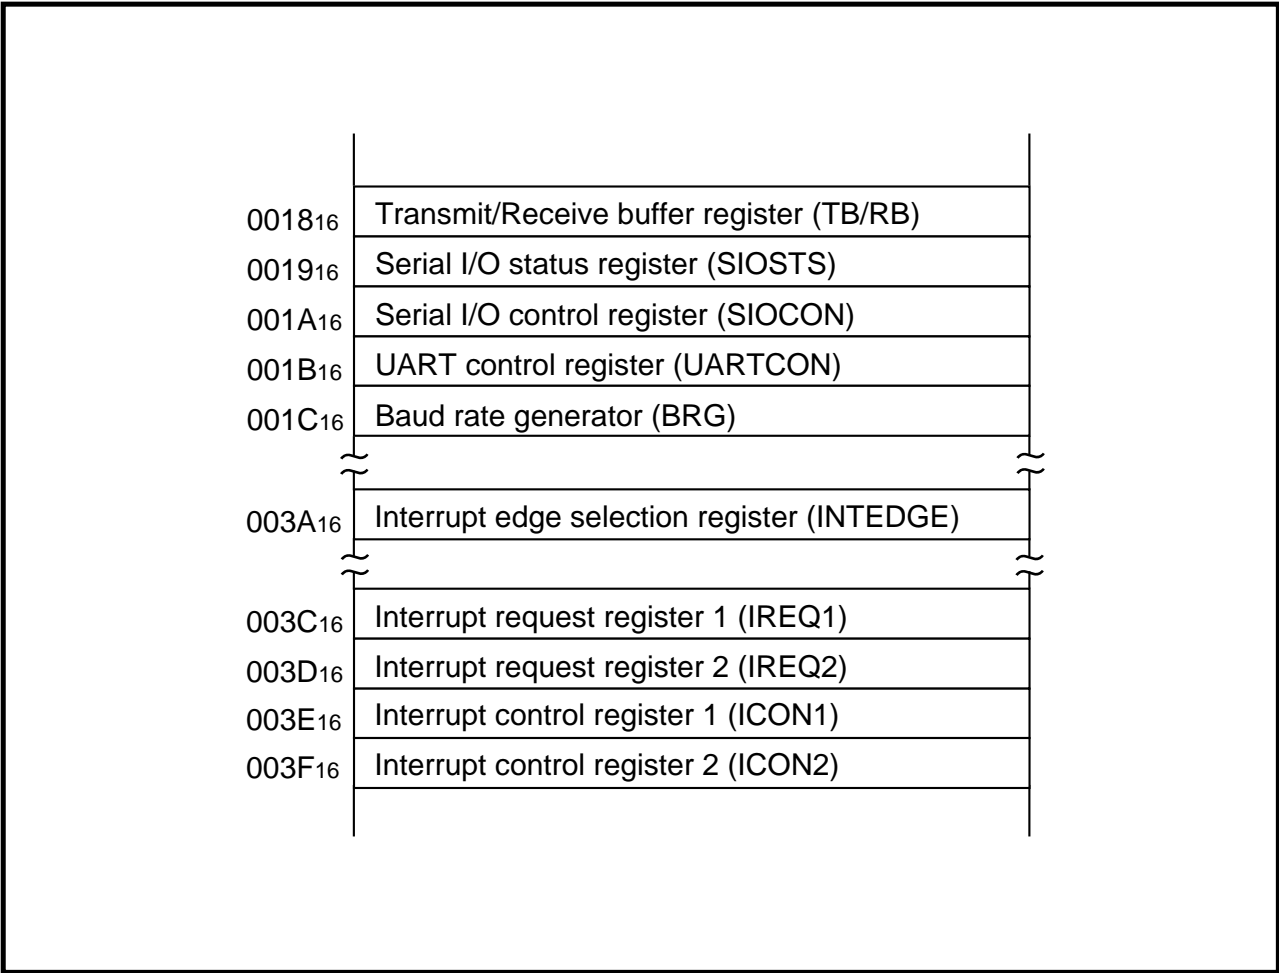 0018₁₆ Transmit/Receive buffer register (TB/RB)
0019₁₆ Serial I/O status register (SIOSTS)
001A₁₆ Serial I/O control register (SIOCON)
001B₁₆ UART control register (UARTCON)
001C₁₆ Baud rate generator (BRG)
003A₁₆ Interrupt edge selection register (INTEDGE)
003C₁₆ Interrupt request register 1 (IREQ1)
003D₁₆ Interrupt request register 2 (IREQ2)
003E₁₆ Interrupt control register 1 (ICON1)
003F₁₆ Interrupt control register 2 (ICON2)